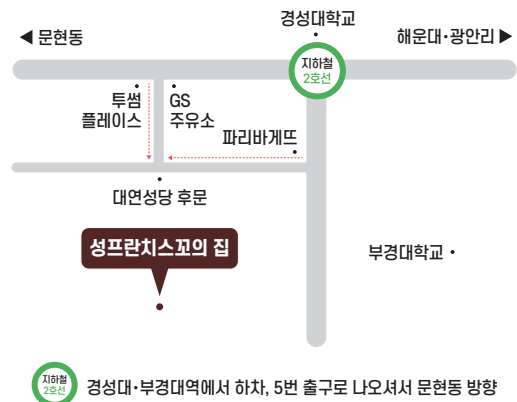 경성대학교
◀ 문현동
해운대·광안리 ▶
지하철
2호선
투썸
플레이스
GS
주유소
파리바게뜨
대연성당 후문
성프란치스꼬의 집
부경대학교
지하철
2호선
경성대·부경대역에서 하차, 5번 출구로 나오셔서 문현동 방향